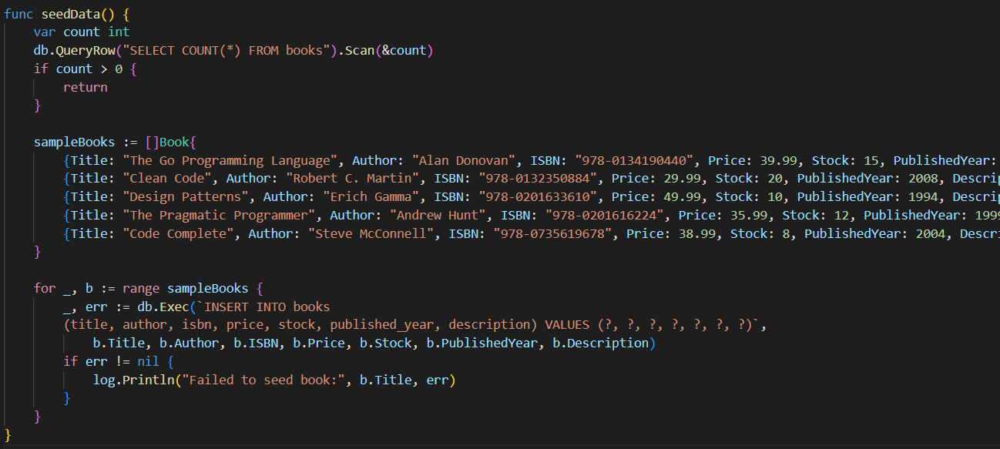 func seedData() {
    var count int
    db.QueryRow("SELECT COUNT(*) FROM books").Scan(&count)
    if count > 0 {
        return
    }

    sampleBooks := []Book{
        {Title: "The Go Programming Language", Author: "Alan Donovan", ISBN: "978-0134190440", Price: 39.99, Stock: 15, PublishedYear:
        {Title: "Clean Code", Author: "Robert C. Martin", ISBN: "978-0132350884", Price: 29.99, Stock: 20, PublishedYear: 2008, Descrip
        {Title: "Design Patterns", Author: "Erich Gamma", ISBN: "978-0201633610", Price: 49.99, Stock: 10, PublishedYear: 1994, Descrip
        {Title: "The Pragmatic Programmer", Author: "Andrew Hunt", ISBN: "978-0201616224", Price: 35.99, Stock: 12, PublishedYear: 1999
        {Title: "Code Complete", Author: "Steve McConnell", ISBN: "978-0735619678", Price: 38.99, Stock: 8, PublishedYear: 2004, Descri
    }

    for _, b := range sampleBooks {
        _, err := db.Exec(`INSERT INTO books
        (title, author, isbn, price, stock, published_year, description) VALUES (?, ?, ?, ?, ?, ?, ?)`,
            b.Title, b.Author, b.ISBN, b.Price, b.Stock, b.PublishedYear, b.Description)
        if err != nil {
            log.Println("Failed to seed book:", b.Title, err)
        }
    }
}